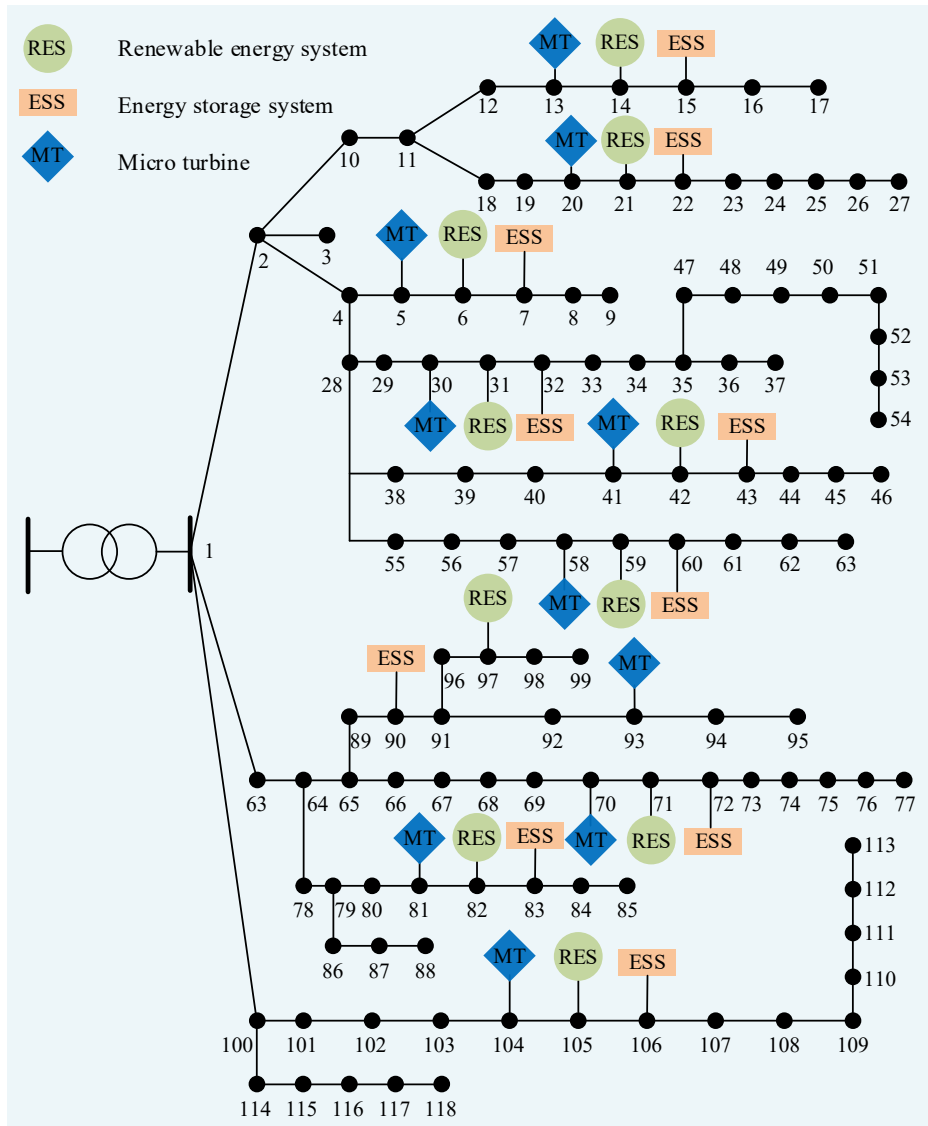 RES Renewable energy system
ESS Energy storage system
MT Micro turbine
MT RES ESS
12 13 14 15 16 17
10 11
MT RES ESS
18 19 20 21 22 23 24 25 26 27
2 3
MT RES ESS
4 5 6 7 8 9
47 48 49 50 51
52
53
54
28 29 30 31 32 33 34 35 36 37
MT RES ESS
MT RES ESS
38 39 40 41 42 43 44 45 46
1
55 56 57 58 59 60 61 62 63
MT RES ESS
RES
96 97 98 99
ESS MT
89 90 91 92 93 94 95
63 64 65 66 67 68 69 70 71 72 73 74 75 76 77
MT RES ESS
MT RES ESS
78 79 80 81 82 83 84 85
86 87 88
113
112
111
110
MT RES ESS
100 101 102 103 104 105 106 107 108 109
114 115 116 117 118